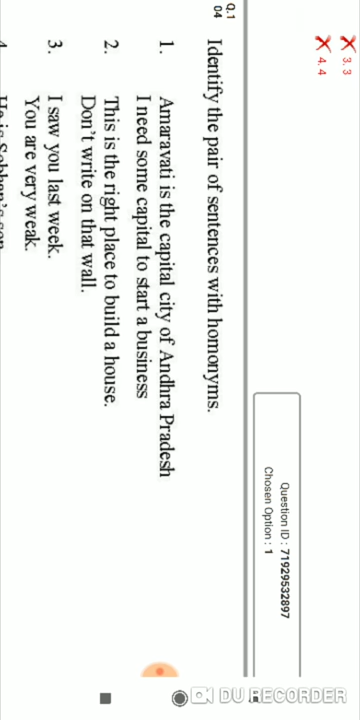 3. 3
4. 4
Question ID : 71929532897
Chosen Option : 1
Q.1
04
Identify the pair of sentences with homonyms.
1. Amaravati is the capital city of Andhra Pradesh
I need some capital to start a business
2. This is the right place to build a house.
Don't write on that wall.
3. I saw you last week.
You are very weak.
DU RECORDER